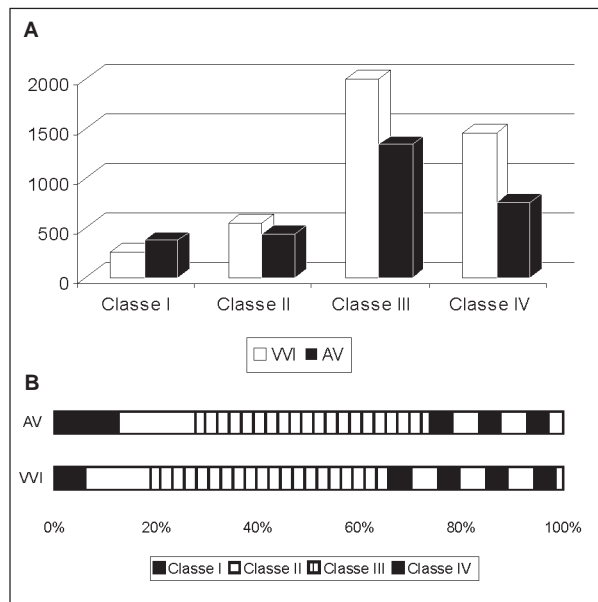 A
2000
1500
1000
500
0
Classe I Classe II Classe III Classe IV
VVI AV
B
AV
VVI
0% 20% 40% 60% 80% 100%
Classe I Classe II Classe III Classe IV